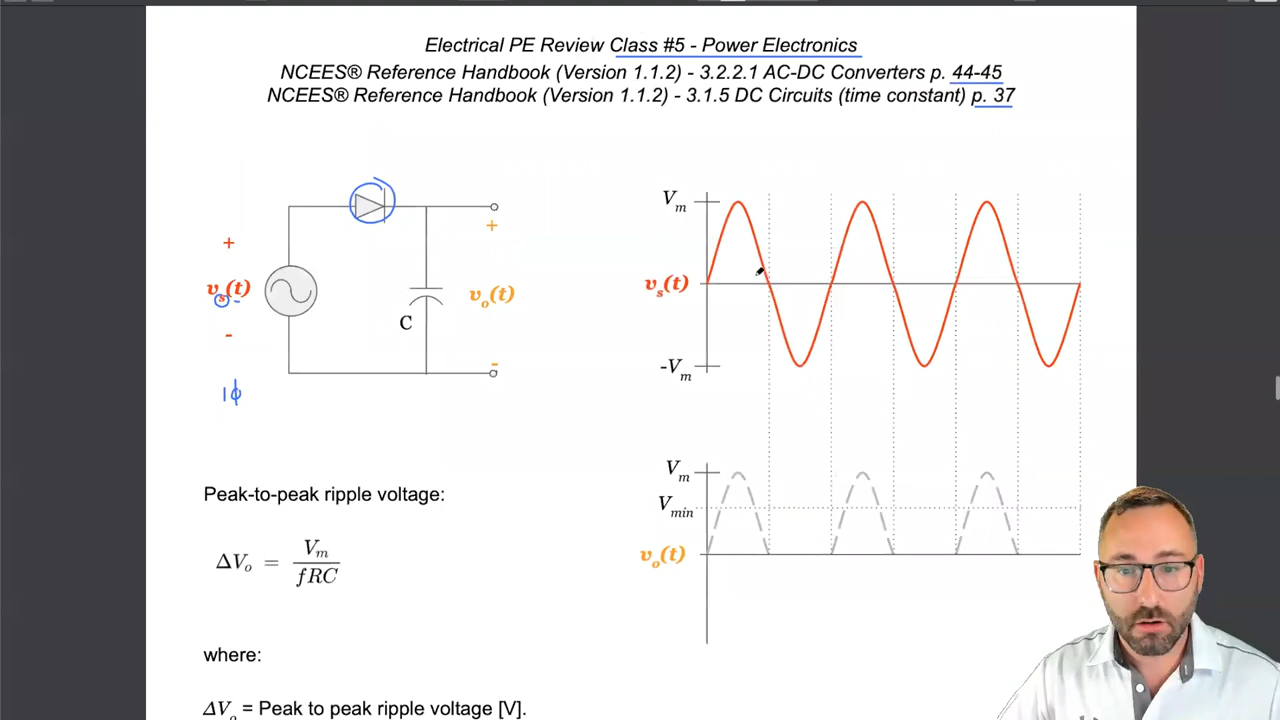 Electrical PE Review Class #5 - Power Electronics
NCEES® Reference Handbook (Version 1.1.2) - 3.2.2.1 AC-DC Converters p. 44-45
NCEES® Reference Handbook (Version 1.1.2) - 3.1.5 DC Circuits (time constant) p. 37
+
vs(t)
-
1ϕ
C
+
vo(t)
-
Vm
vs(t)
-Vm
Vm
Vmin
vo(t)
Peak-to-peak ripple voltage:
ΔVo = Vm / fRC
where:
ΔVo = Peak to peak ripple voltage [V].